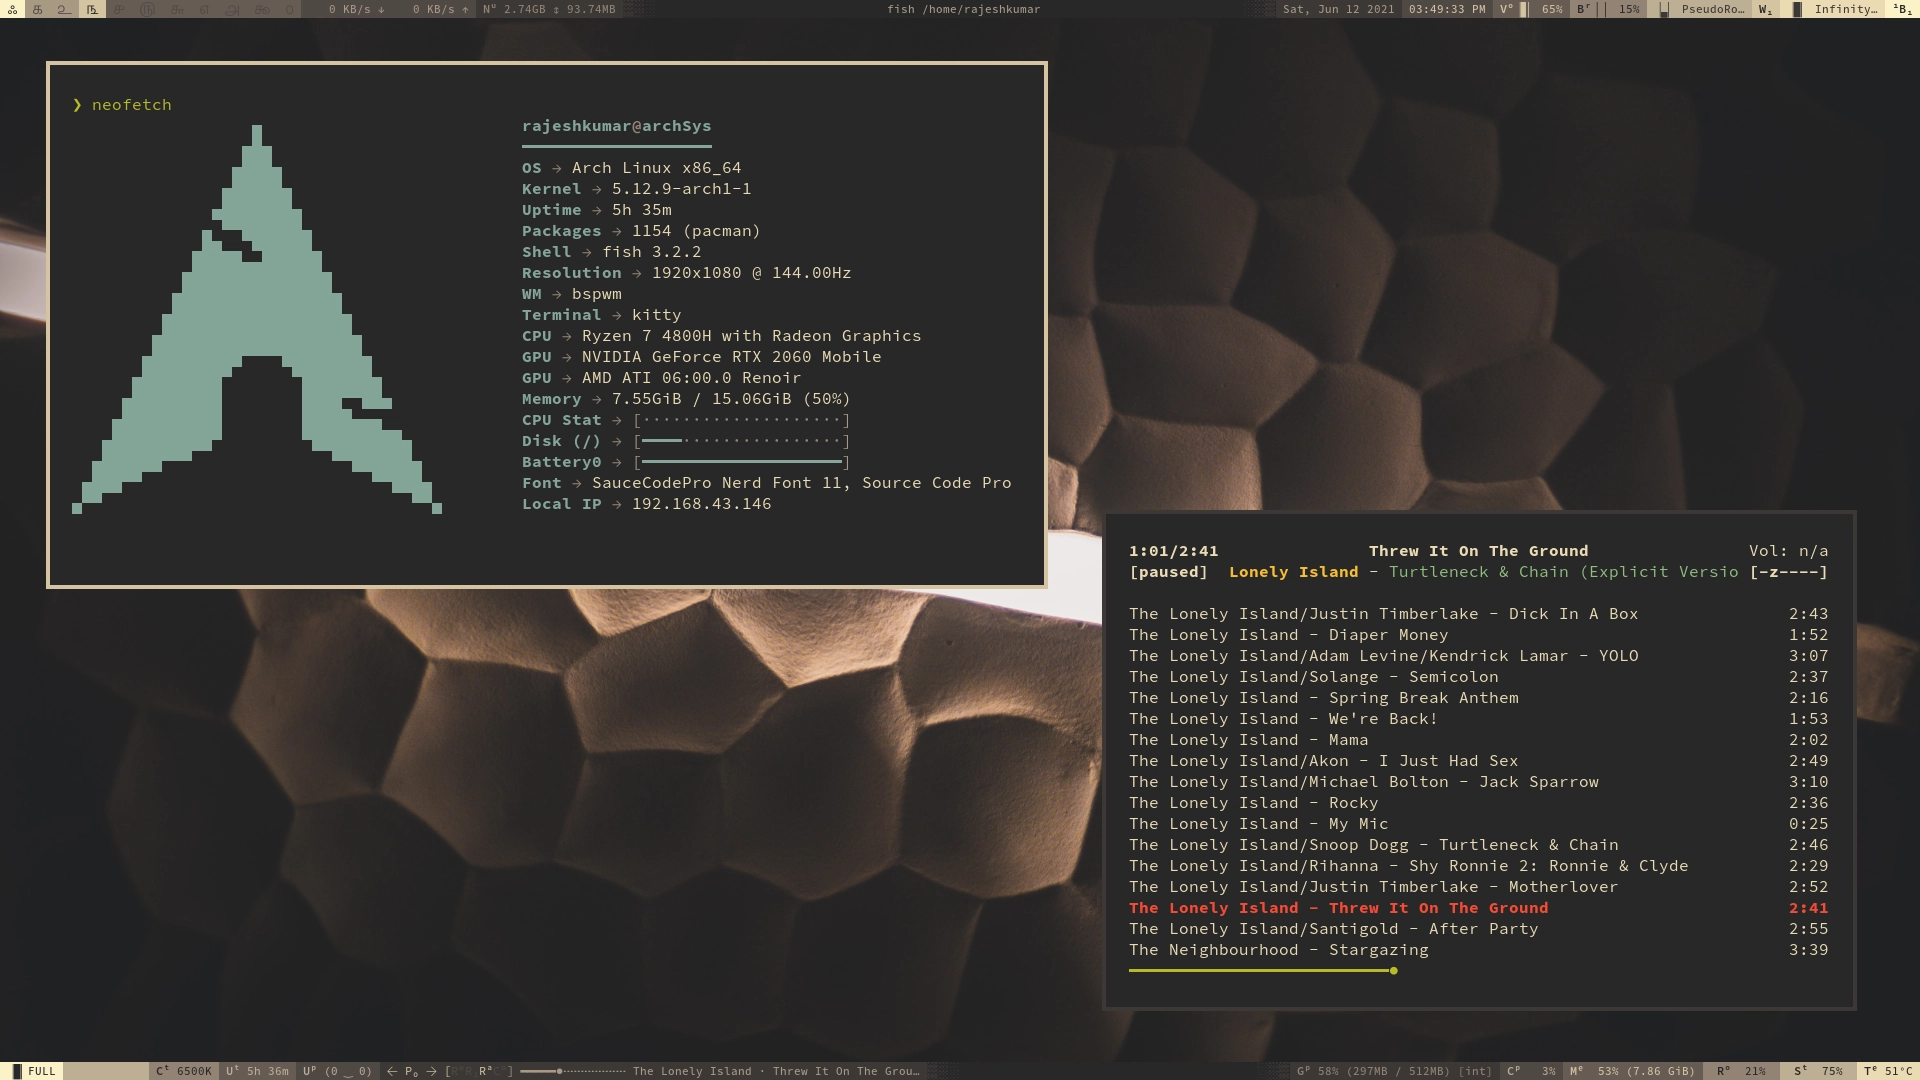 க உ ந 0 KB/s ↓ 0 KB/s ↑ Nᵘ 2.74GB ↕ 93.74MB fish /home/rajeshkumar Sat, Jun 12 2021 03:49:33 PM V° 65% Bʳ 15% PseudoRo… W₁ Infinity… ¹B₁
❯ neofetch
rajeshkumar@archSys
OS → Arch Linux x86_64
Kernel → 5.12.9-arch1-1
Uptime → 5h 35m
Packages → 1154 (pacman)
Shell → fish 3.2.2
Resolution → 1920x1080 @ 144.00Hz
WM → bspwm
Terminal → kitty
CPU → Ryzen 7 4800H with Radeon Graphics
GPU → NVIDIA GeForce RTX 2060 Mobile
GPU → AMD ATI 06:00.0 Renoir
Memory → 7.55GiB / 15.06GiB (50%)
CPU Stat → [····················]
Disk (/) → [━━━━················]
Battery0 → [━━━━━━━━━━━━━━━━━━━━]
Font → SauceCodePro Nerd Font 11, Source Code Pro
Local IP → 192.168.43.146
1:01/2:41 Threw It On The Ground Vol: n/a
[paused] Lonely Island - Turtleneck & Chain (Explicit Versio [-z----]
The Lonely Island/Justin Timberlake - Dick In A Box 2:43
The Lonely Island - Diaper Money 1:52
The Lonely Island/Adam Levine/Kendrick Lamar - YOLO 3:07
The Lonely Island/Solange - Semicolon 2:37
The Lonely Island - Spring Break Anthem 2:16
The Lonely Island - We're Back! 1:53
The Lonely Island - Mama 2:02
The Lonely Island/Akon - I Just Had Sex 2:49
The Lonely Island/Michael Bolton - Jack Sparrow 3:10
The Lonely Island - Rocky 2:36
The Lonely Island - My Mic 0:25
The Lonely Island/Snoop Dogg - Turtleneck & Chain 2:46
The Lonely Island/Rihanna - Shy Ronnie 2: Ronnie & Clyde 2:29
The Lonely Island/Justin Timberlake - Motherlover 2:52
The Lonely Island - Threw It On The Ground 2:41
The Lonely Island/Santigold - After Party 2:55
The Neighbourhood - Stargazing 3:39
FULL Cᵗ 6500K Uᵗ 5h 36m Uᵖ (0 ‿ 0) ← P₀ → The Lonely Island · Threw It On The Grou… Gᵖ 58% (297MB / 512MB) [int] Cᵖ 3% Mᵉ 53% (7.86 GiB) R° 21% Sᵗ 75% Tᵉ 51°C